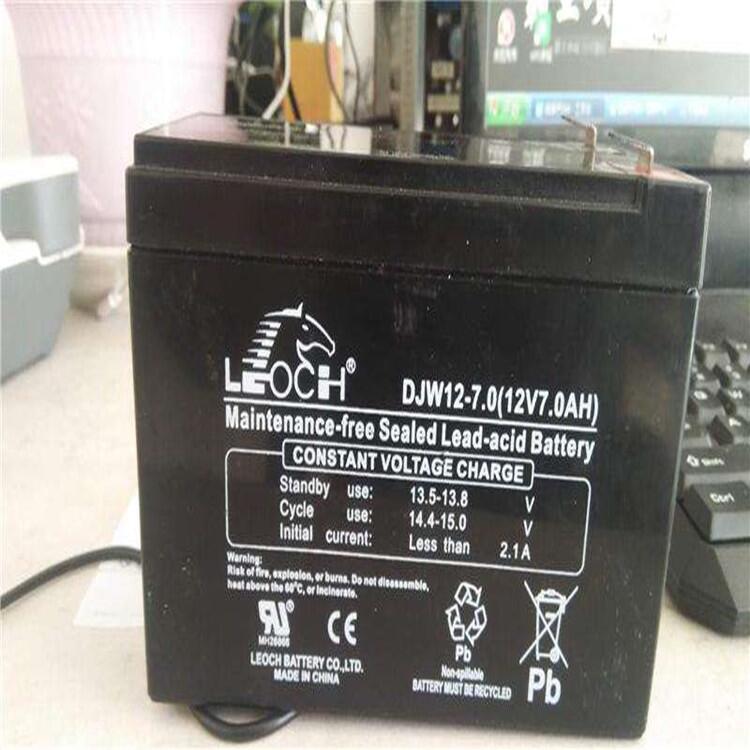 LEOCH®
DJW12-7.0(12V7.0AH)
Maintenance-free Sealed Lead-acid Battery
CONSTANT VOLTAGE CHARGE
Standby use: 13.5-13.8 V
Cycle use: 14.4-15.0 V
Initial current: Less than 2.1A
Warning:
Risk of fire, explosion, or burns. Do not disassemble,
heat above the 60°C, or incinerate.
MH26866
LEOCH BATTERY CO.,LTD.
MADE IN CHINA
CE
Pb
Non-spillable
BATTERY MUST BE RECYCLED
Pb
Shift
Ctrl